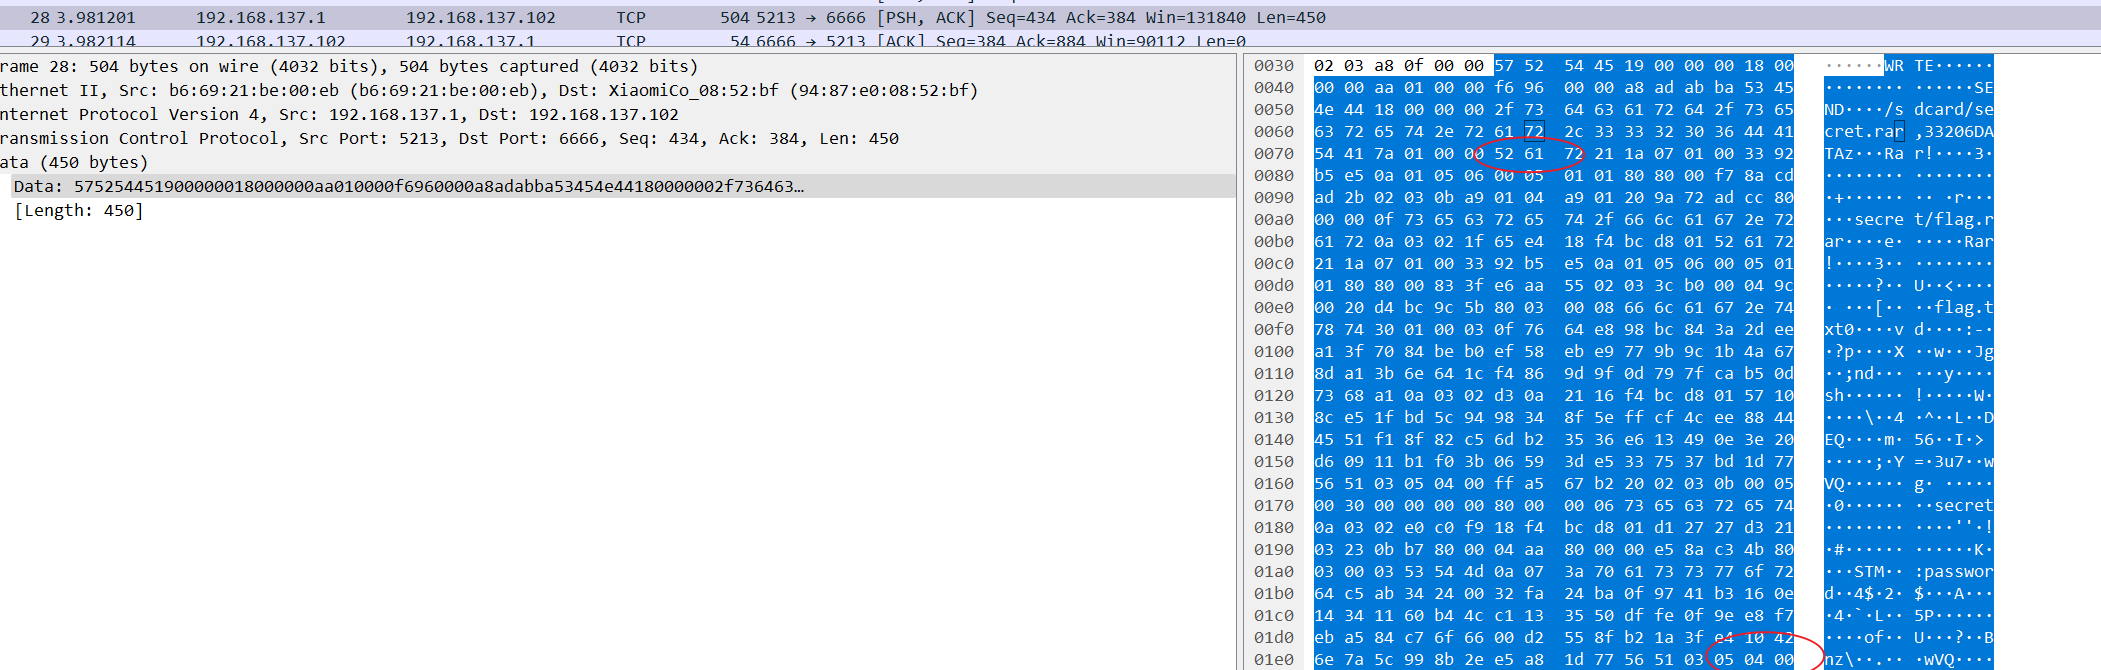 28 3.981201 192.168.137.1 192.168.137.102 TCP 504 5213 → 6666 [PSH, ACK] Seq=434 Ack=384 Win=131840 Len=450
29 3.982114 192.168.137.102 192.168.137.1 TCP 54 6666 → 5213 [ACK] Seq=384 Ack=884 Win=90112 Len=0
rame 28: 504 bytes on wire (4032 bits), 504 bytes captured (4032 bits)
thernet II, Src: b6:69:21:be:00:eb (b6:69:21:be:00:eb), Dst: XiaomiCo_08:52:bf (94:87:e0:08:52:bf)
nternet Protocol Version 4, Src: 192.168.137.1, Dst: 192.168.137.102
ransmission Control Protocol, Src Port: 5213, Dst Port: 6666, Seq: 434, Ack: 384, Len: 450
ata (450 bytes)
Data: 575254451900000018000000aa010000f6960000a8adabba53454e44180000002f736463…
[Length: 450]
0030 02 03 a8 0f 00 00 57 52 54 45 19 00 00 00 18 00 ······WR TE······
0040 00 00 aa 01 00 00 f6 96 00 00 a8 ad ab ba 53 45 ········ ······SE
0050 4e 44 18 00 00 00 2f 73 64 63 61 72 64 2f 73 65 ND····/s dcard/se
0060 63 72 65 74 2e 72 61 72 2c 33 33 32 30 36 44 41 cret.rar ,33206DA
0070 54 41 7a 01 00 00 52 61 72 21 1a 07 01 00 33 92 TAz···Ra r!····3·
0080 b5 e5 0a 01 05 06 00 05 01 01 80 80 00 f7 8a cd ········ ········
0090 ad 2b 02 03 0b a9 01 04 a9 01 20 9a 72 ad cc 80 ·+······ ·· ·r···
00a0 00 00 0f 73 65 63 72 65 74 2f 66 6c 61 67 2e 72 ···secre t/flag.r
00b0 61 72 0a 03 02 1f 65 e4 18 f4 bc d8 01 52 61 72 ar····e· ·····Rar
00c0 21 1a 07 01 00 33 92 b5 e5 0a 01 05 06 00 05 01 !····3·· ········
00d0 01 80 80 00 83 3f e6 aa 55 02 03 3c b0 00 04 9c ·····?·· U··<····
00e0 00 20 d4 bc 9c 5b 80 03 00 08 66 6c 61 67 2e 74 · ···[·· ··flag.t
00f0 78 74 30 01 00 03 0f 76 64 e8 98 bc 84 3a 2d ee xt0····v d····:-·
0100 a1 3f 70 84 be b0 ef 58 eb e9 77 9b 9c 1b 4a 67 ·?p····X ··w···Jg
0110 8d a1 3b 6e 64 1c f4 86 9d 9f 0d 79 7f ca b5 0d ··;nd··· ···y····
0120 73 68 a1 0a 03 02 d3 0a 21 16 f4 bc d8 01 57 10 sh······ !·····W·
0130 8c e5 1f bd 5c 94 98 34 8f 5e ff cf 4c ee 88 44 ····\··4 ·^··L··D
0140 45 51 f1 8f 82 c5 6d b2 35 36 e6 13 49 0e 3e 20 EQ····m· 56··I·>
0150 d6 09 11 b1 f0 3b 06 59 3d e5 33 75 37 bd 1d 77 ·····;·Y =·3u7··w
0160 56 51 03 05 04 00 ff a5 67 b2 20 02 03 0b 00 05 VQ······ g· ·····
0170 00 30 00 00 00 00 80 00 00 06 73 65 63 72 65 74 ·0······ ··secret
0180 0a 03 02 e0 c0 f9 18 f4 bc d8 01 d1 27 27 d3 21 ········ ····''·!
0190 03 23 0b b7 80 00 04 aa 80 00 00 e5 8a c3 4b 80 ·#······ ······K·
01a0 03 00 03 53 54 4d 0a 07 3a 70 61 73 73 77 6f 72 ···STM·· :passwor
01b0 64 c5 ab 34 24 00 32 fa 24 ba 0f 97 41 b3 16 0e d··4$·2· $···A···
01c0 14 34 11 60 b4 4c c1 13 35 50 df fe 0f 9e e8 f7 ·4·`·L·· 5P······
01d0 eb a5 84 c7 6f 66 00 d2 55 8f b2 1a 3f e4 10 42 ····of·· U···?··B
01e0 6e 7a 5c 99 8b 2e e5 a8 1d 77 56 51 03 05 04 00 nz\··.·· ·wVQ····